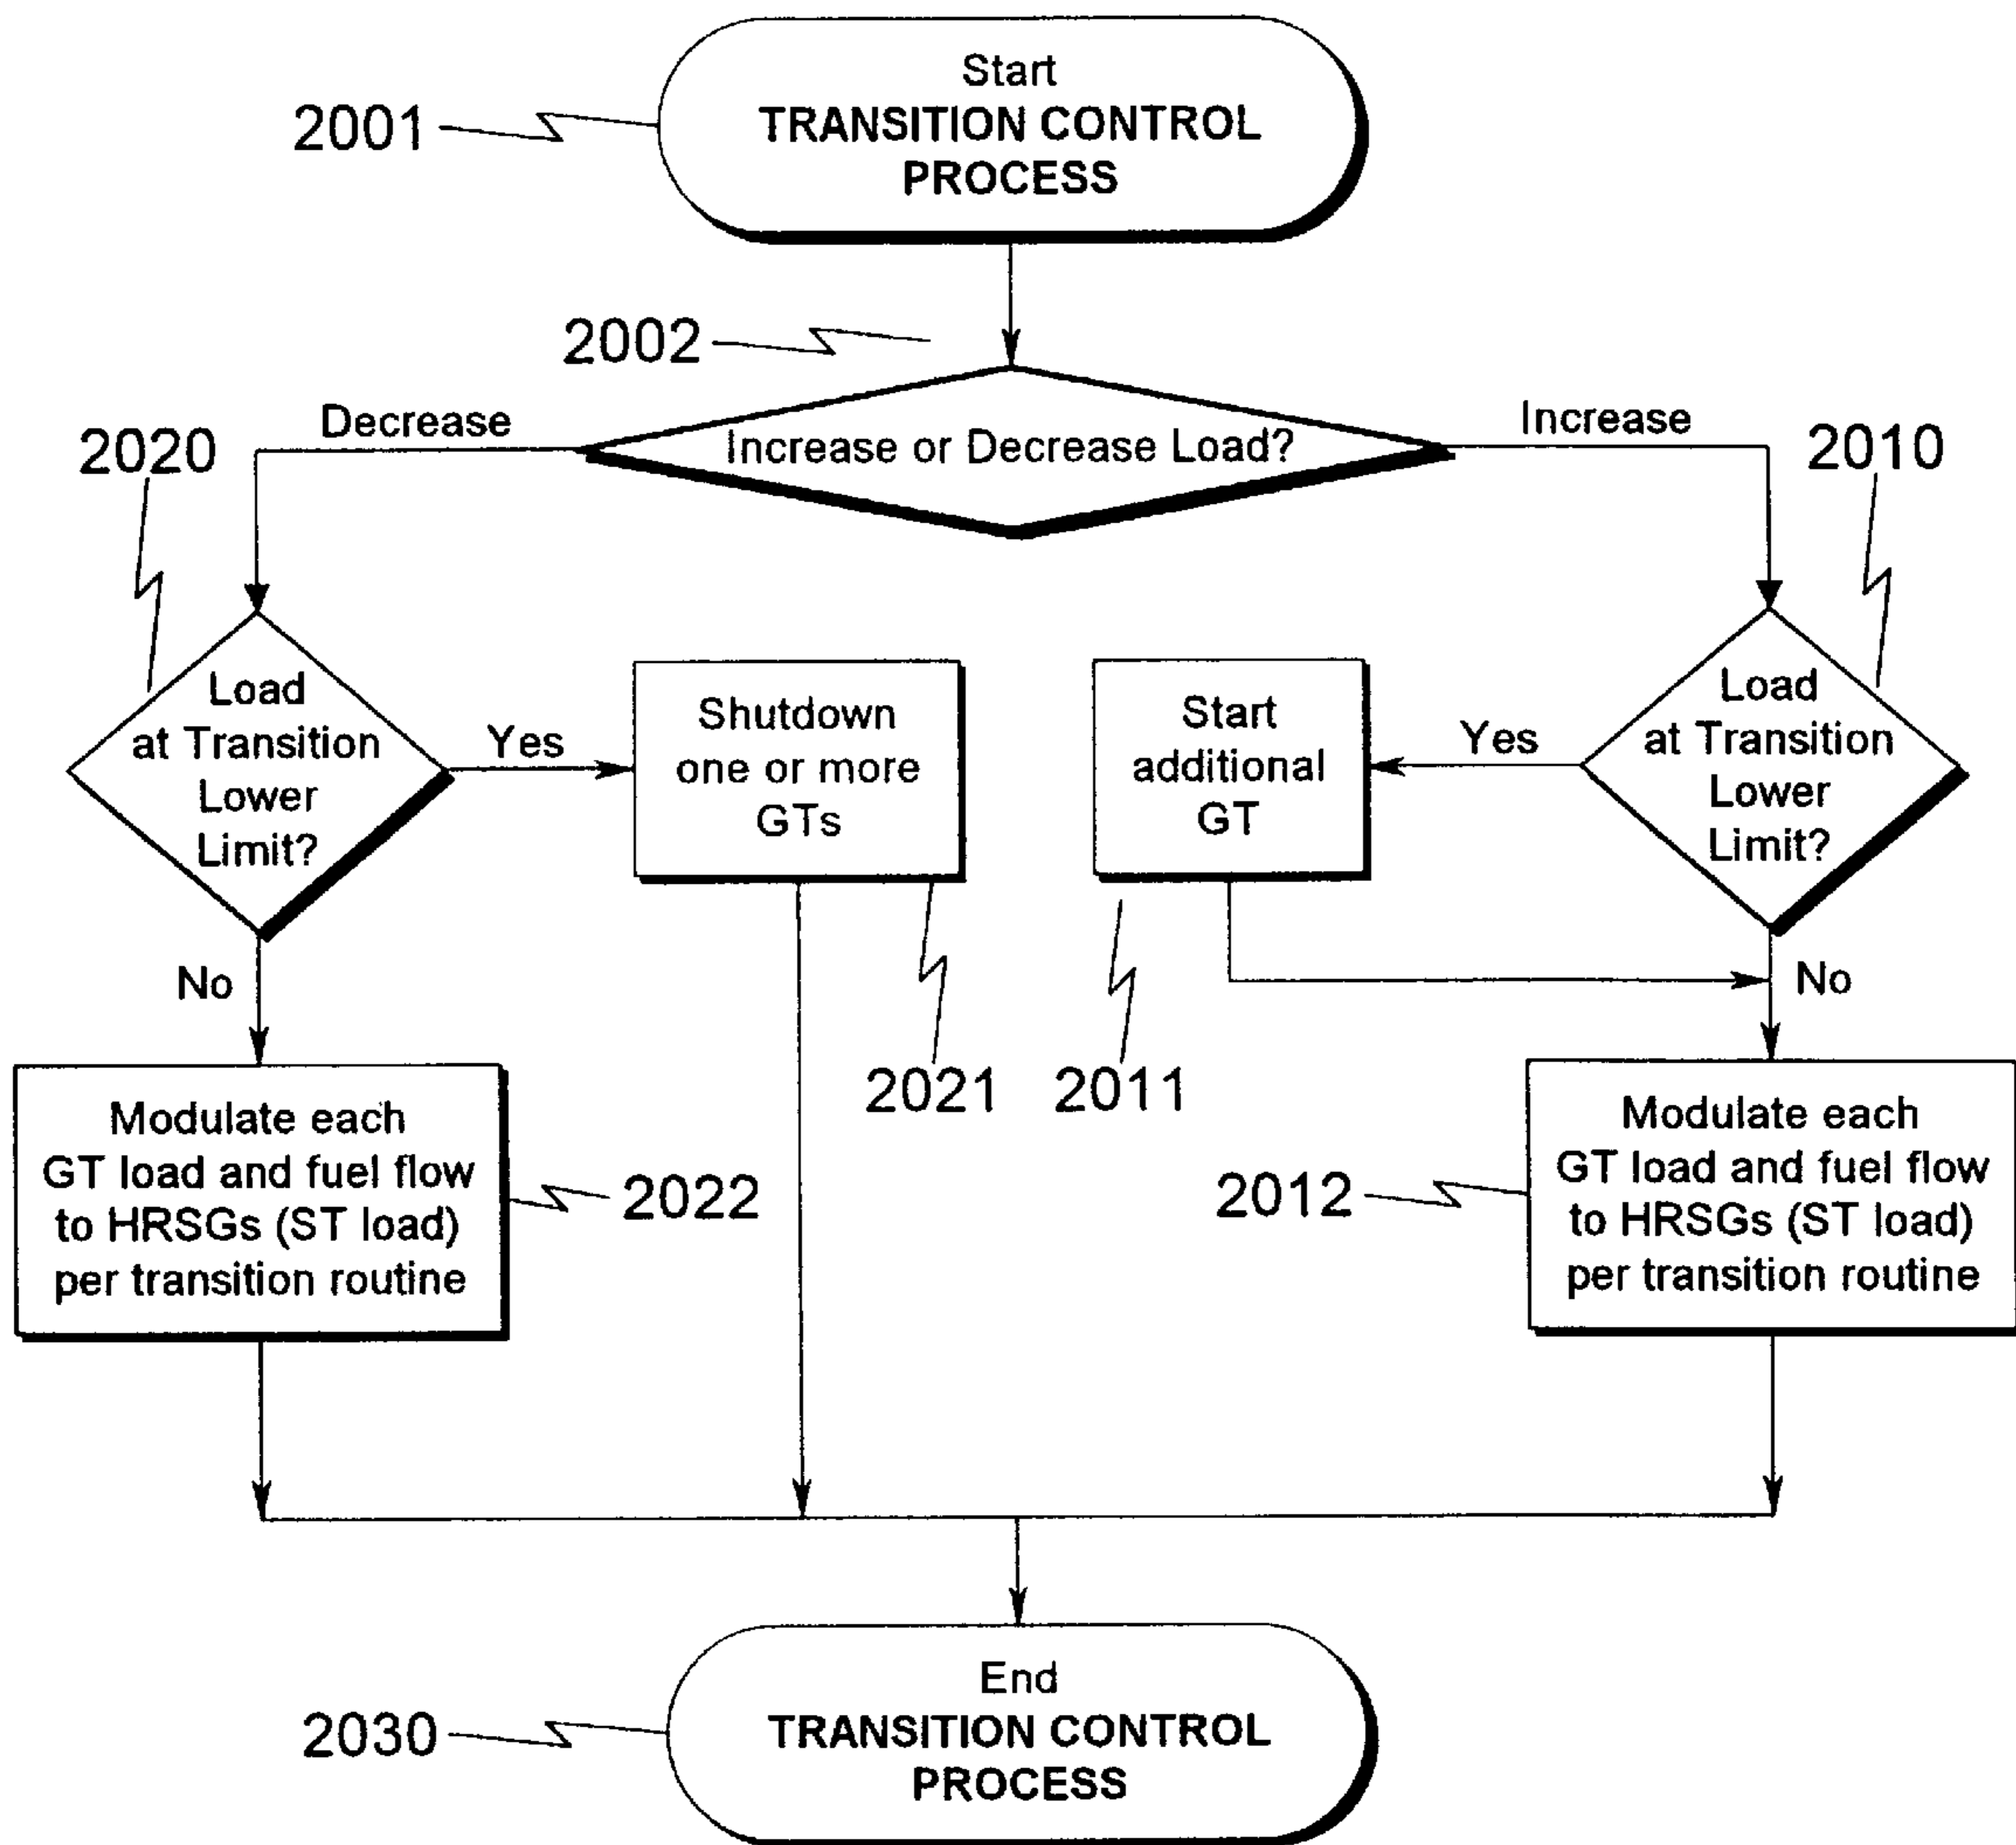 Start
TRANSITION CONTROL
PROCESS
2001
2002
Increase or Decrease Load?
Decrease
Increase
2020
2010
Load
at Transition
Lower
Limit?
Yes
Shutdown
one or more
GTs
Start
additional
GT
Yes
Load
at Transition
Lower
Limit?
No
No
2021
2011
Modulate each
GT load and fuel flow
to HRSGs (ST load)
per transition routine
2022
2012
Modulate each
GT load and fuel flow
to HRSGs (ST load)
per transition routine
End
TRANSITION CONTROL
PROCESS
2030